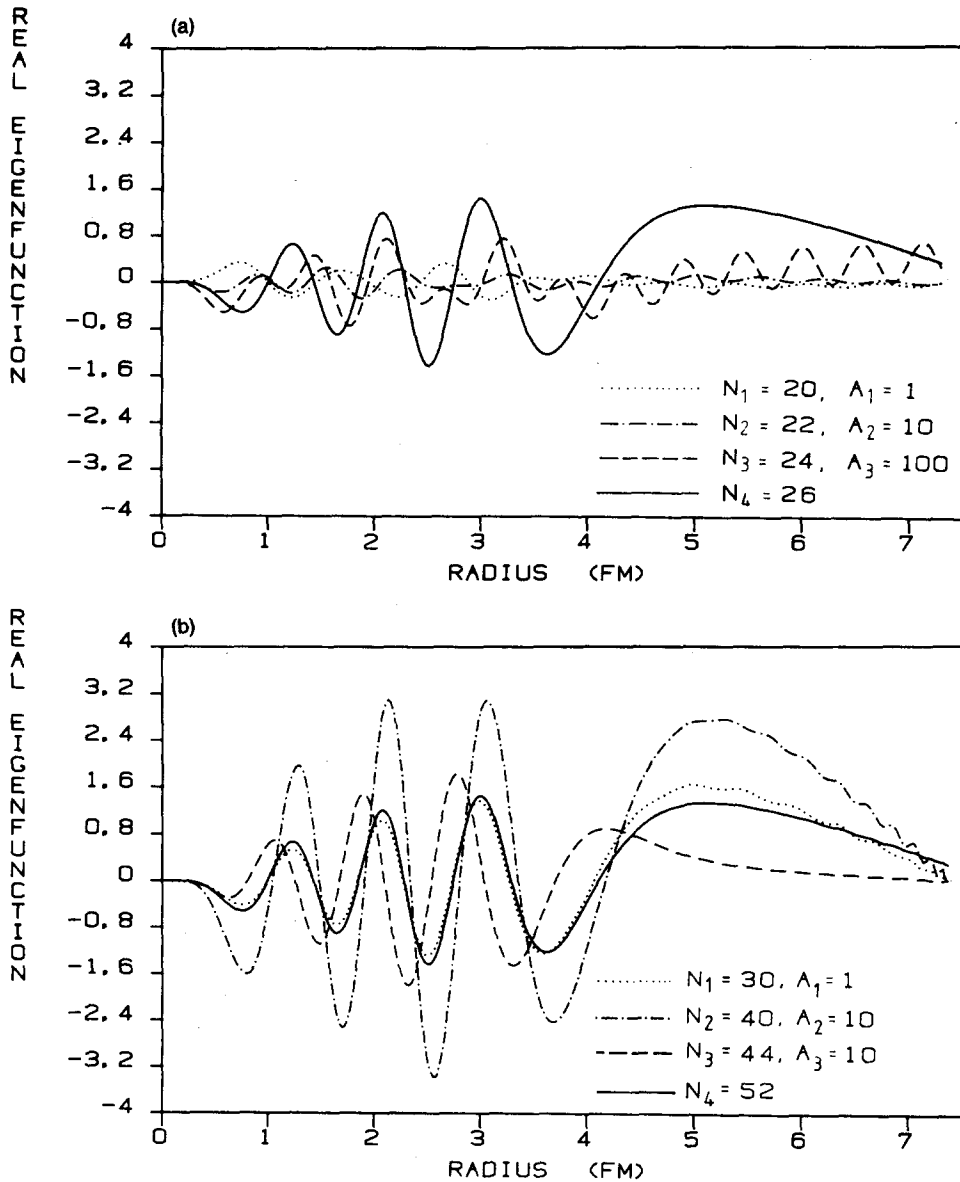 (a)
REAL EIGENFUNCTION
4
3.2
2.4
1.6
0.8
0
-0.8
-1.6
-2.4
-3.2
-4
N1 = 20, A1 = 1
N2 = 22, A2 = 10
N3 = 24, A3 = 100
N4 = 26
0 1 2 3 4 5 6 7
RADIUS (FM)
(b)
REAL EIGENFUNCTION
4
3.2
2.4
1.6
0.8
0
-0.8
-1.6
-2.4
-3.2
-4
N1 = 30, A1 = 1
N2 = 40, A2 = 10
N3 = 44, A3 = 10
N4 = 52
0 1 2 3 4 5 6 7
RADIUS (FM)